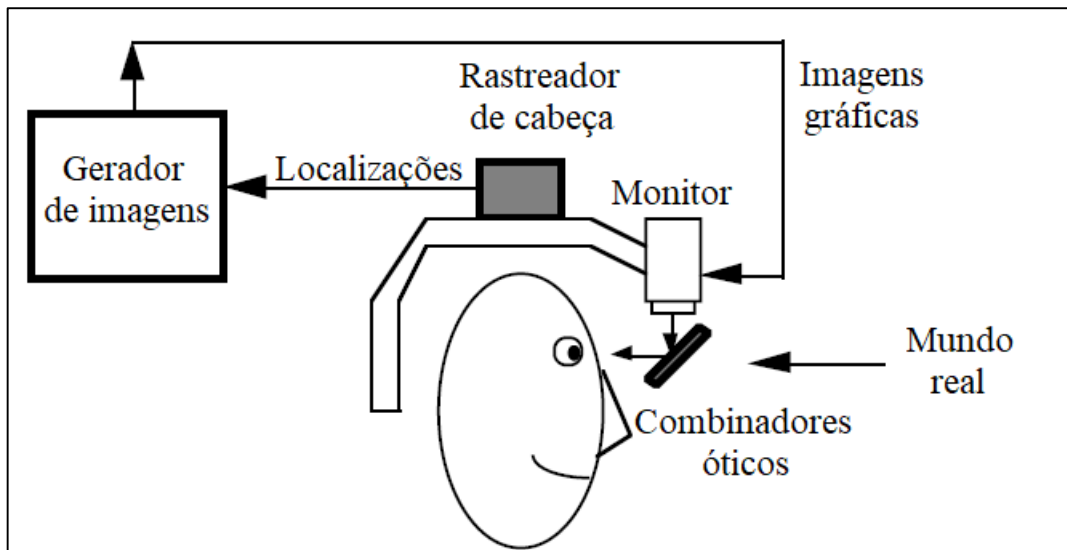 Rastreador
de cabeça
Imagens
gráficas
Gerador
de imagens
Localizações
Monitor
Mundo
real
Combinadores
óticos